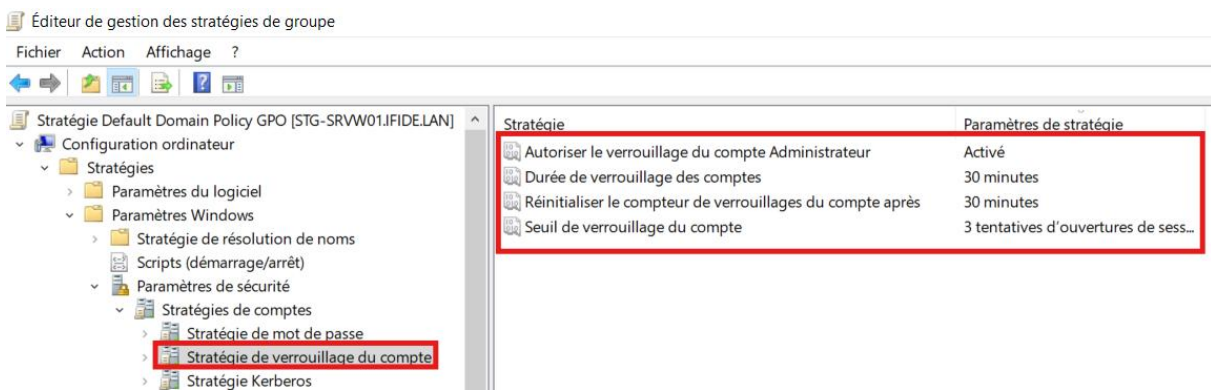 Éditeur de gestion des stratégies de groupe
Fichier Action Affichage ?
Stratégie Default Domain Policy GPO [STG-SRVW01.IFIDE.LAN]
Configuration ordinateur
Stratégies
Paramètres du logiciel
Paramètres Windows
Stratégie de résolution de noms
Scripts (démarrage/arrêt)
Paramètres de sécurité
Stratégies de comptes
Stratégie de mot de passe
Stratégie de verrouillage du compte
Stratégie Kerberos
Stratégie Paramètres de stratégie
Autoriser le verrouillage du compte Administrateur Activé
Durée de verrouillage des comptes 30 minutes
Réinitialiser le compteur de verrouillages du compte après 30 minutes
Seuil de verrouillage du compte 3 tentatives d'ouvertures de sess...